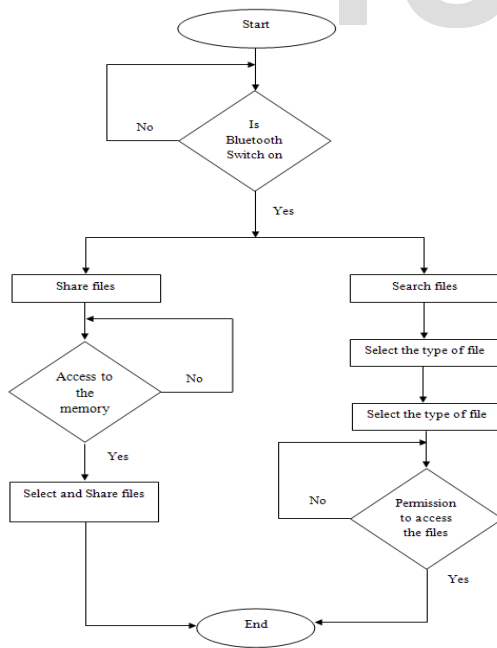 Start
Is
Bluetooth
Switch on
No
Yes
Share files
Search files
Access to
the
memory
No
Yes
Select and Share files
Select the type of file
Select the type of file
Permission
to access
the files
No
Yes
End